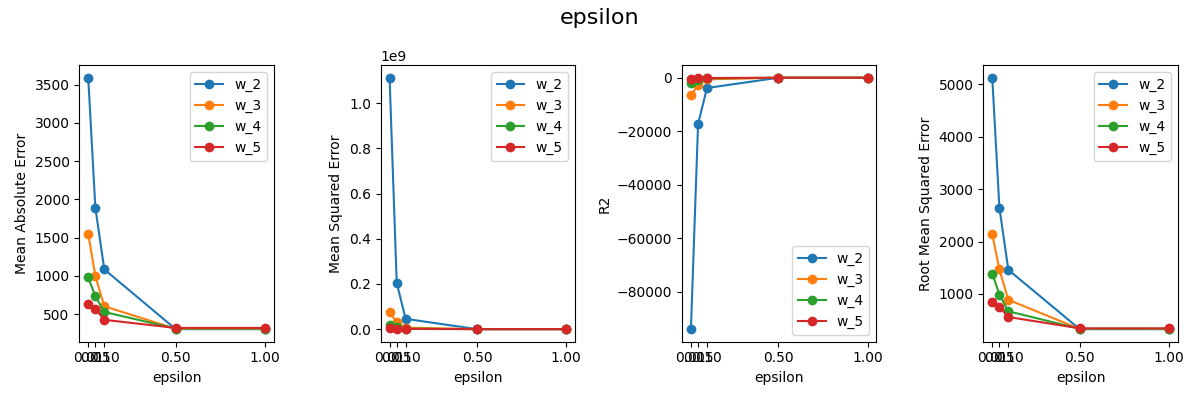 epsilon
Mean Absolute Error
3500
3000
2500
2000
1500
1000
500
w_2
w_3
w_4
w_5
0.50
1.00
epsilon
1e9
Mean Squared Error
1.0
0.8
0.6
0.4
0.2
0.0
w_2
w_3
w_4
w_5
0.50
1.00
epsilon
R2
0
−20000
−40000
−60000
−80000
w_2
w_3
w_4
w_5
0.50
1.00
epsilon
Root Mean Squared Error
5000
4000
3000
2000
1000
w_2
w_3
w_4
w_5
0.50
1.00
epsilon